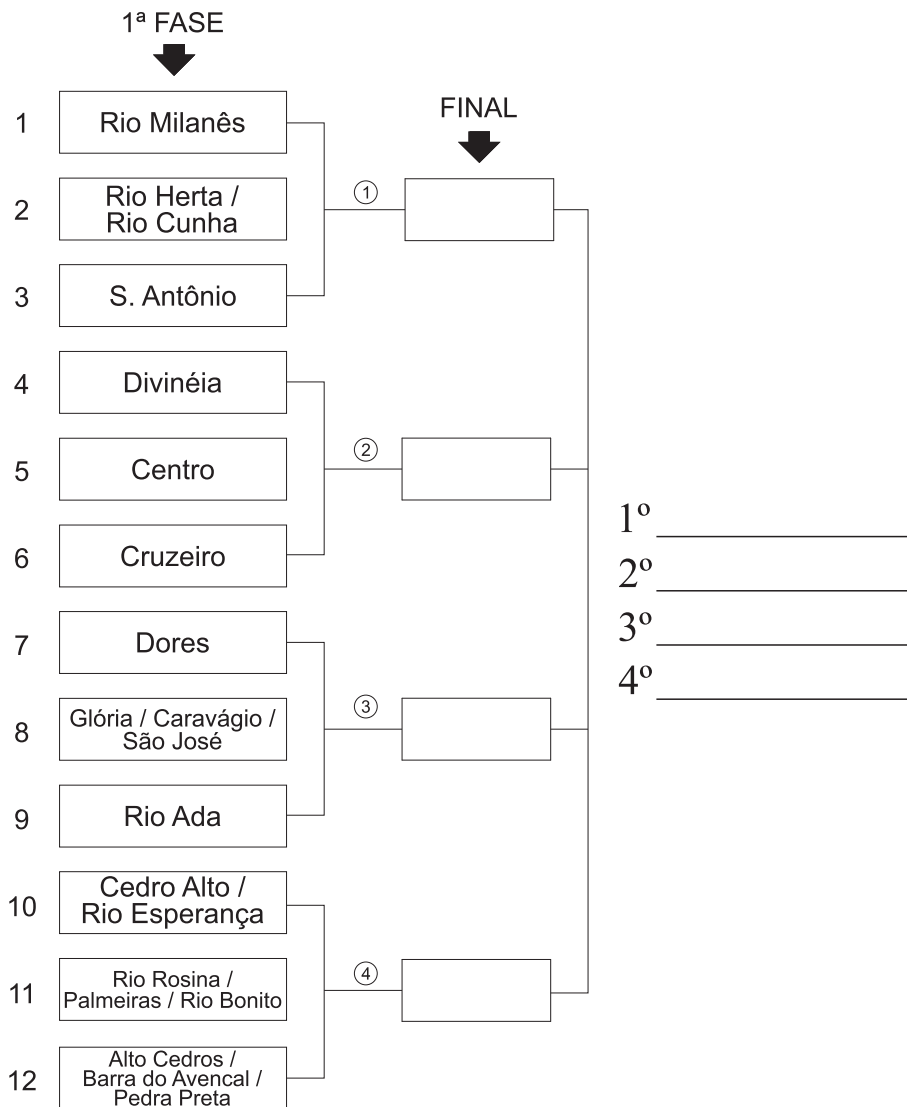 1ª FASE
FINAL
1 Rio Milanês
①
2 Rio Herta /
Rio Cunha
3 S. Antônio
4 Divinéia
②
5 Centro
6 Cruzeiro
7 Dores
③
8 Glória / Caravágio /
São José
9 Rio Ada
10 Cedro Alto /
Rio Esperança
④
11 Rio Rosina /
Palmeiras / Rio Bonito
12 Alto Cedros /
Barra do Avencal /
Pedra Preta
1º
2º
3º
4º